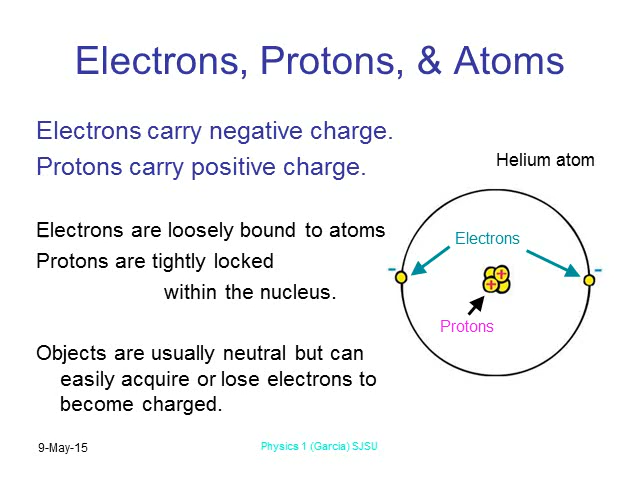 Electrons, Protons, & Atoms
Electrons carry negative charge.
Protons carry positive charge.
Helium atom
Electrons are loosely bound to atoms
Protons are tightly locked
within the nucleus.
Objects are usually neutral but can
easily acquire or lose electrons to
become charged.
Electrons
-
-
+
+
Protons
9-May-15
Physics 1 (Garcia) SJSU